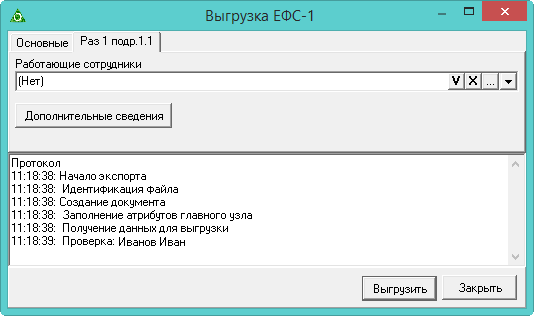 Выгрузка ЕФС-1
Основные Раз 1 подр.1.1
Работающие сотрудники
(Нет) V X ...
Дополнительные сведения
Протокол
11:18:38: Начало экспорта
11:18:38: Идентификация файла
11:18:38: Создание документа
11:18:38: Заполнение атрибутов главного узла
11:18:38: Получение данных для выгрузки
11:18:39: Проверка: Иванов Иван
Выгрузить Закрыть